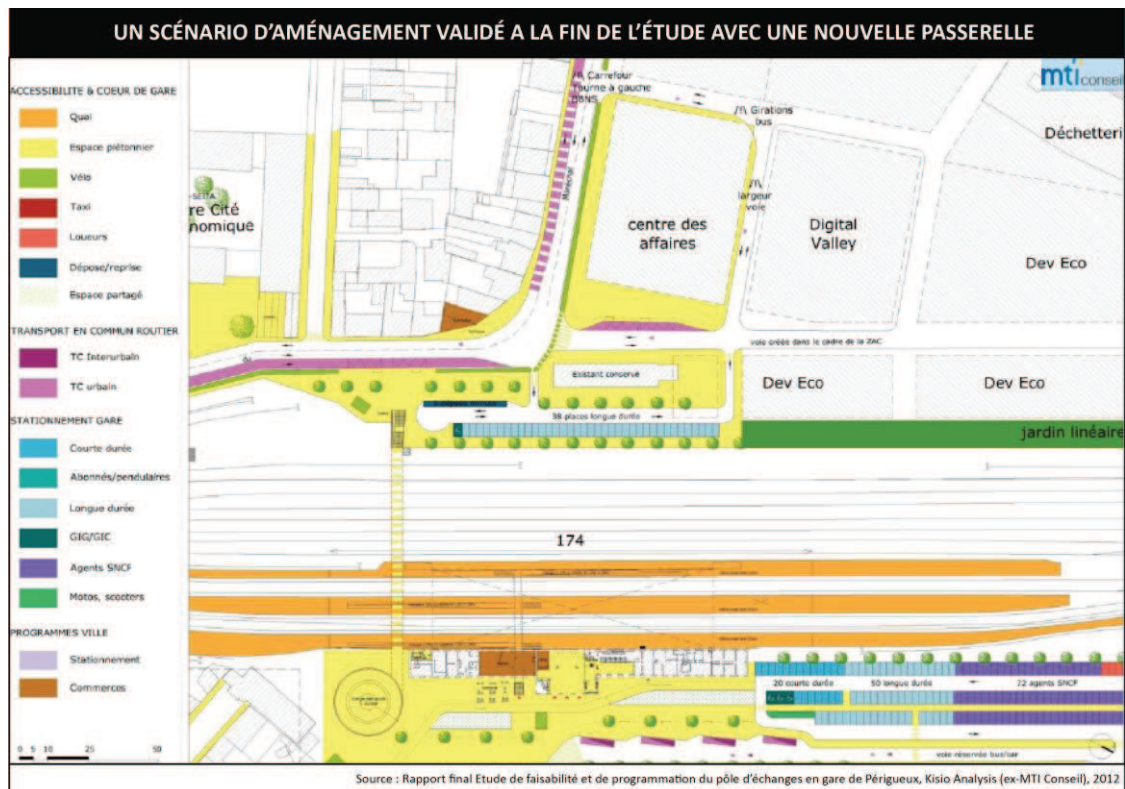 UN SCÉNARIO D'AMÉNAGEMENT VALIDÉ A LA FIN DE L'ÉTUDE AVEC UNE NOUVELLE PASSERELLE
ACCESSIBILITE & COEUR DE GARE
Quai
Espace piétonnier
Vélo
Taxi
Loueurs
Dépose/reprise
Espace partagé
TRANSPORT EN COMMUN ROUTIER
TC Interurbain
TC urbain
STATIONNEMENT GARE
Courte durée
Abonnés/pendulaires
Longue durée
GIG/GIC
Agents SNCF
Motos, scooters
PROGRAMMES VILLE
Stationnement
Commerces
0 5 10 25 50
mti conseil
Carrefour
Tourne à gauche
Girations
bus
Déchetteri
largeur
voie
re Cité
nomique
centre des
affaires
Digital
Valley
Dev Eco
voie créée dans le cadre de la ZAC
Existant conservé
Dev Eco
Dev Eco
38 places longue durée
jardin linéaire
174
20 courte durée
50 longue durée
72 agents SNCF
voie réservée bus/car
Source : Rapport final Etude de faisabilité et de programmation du pôle d'échanges en gare de Périgueux, Kisio Analysis (ex-MTI Conseil), 2012